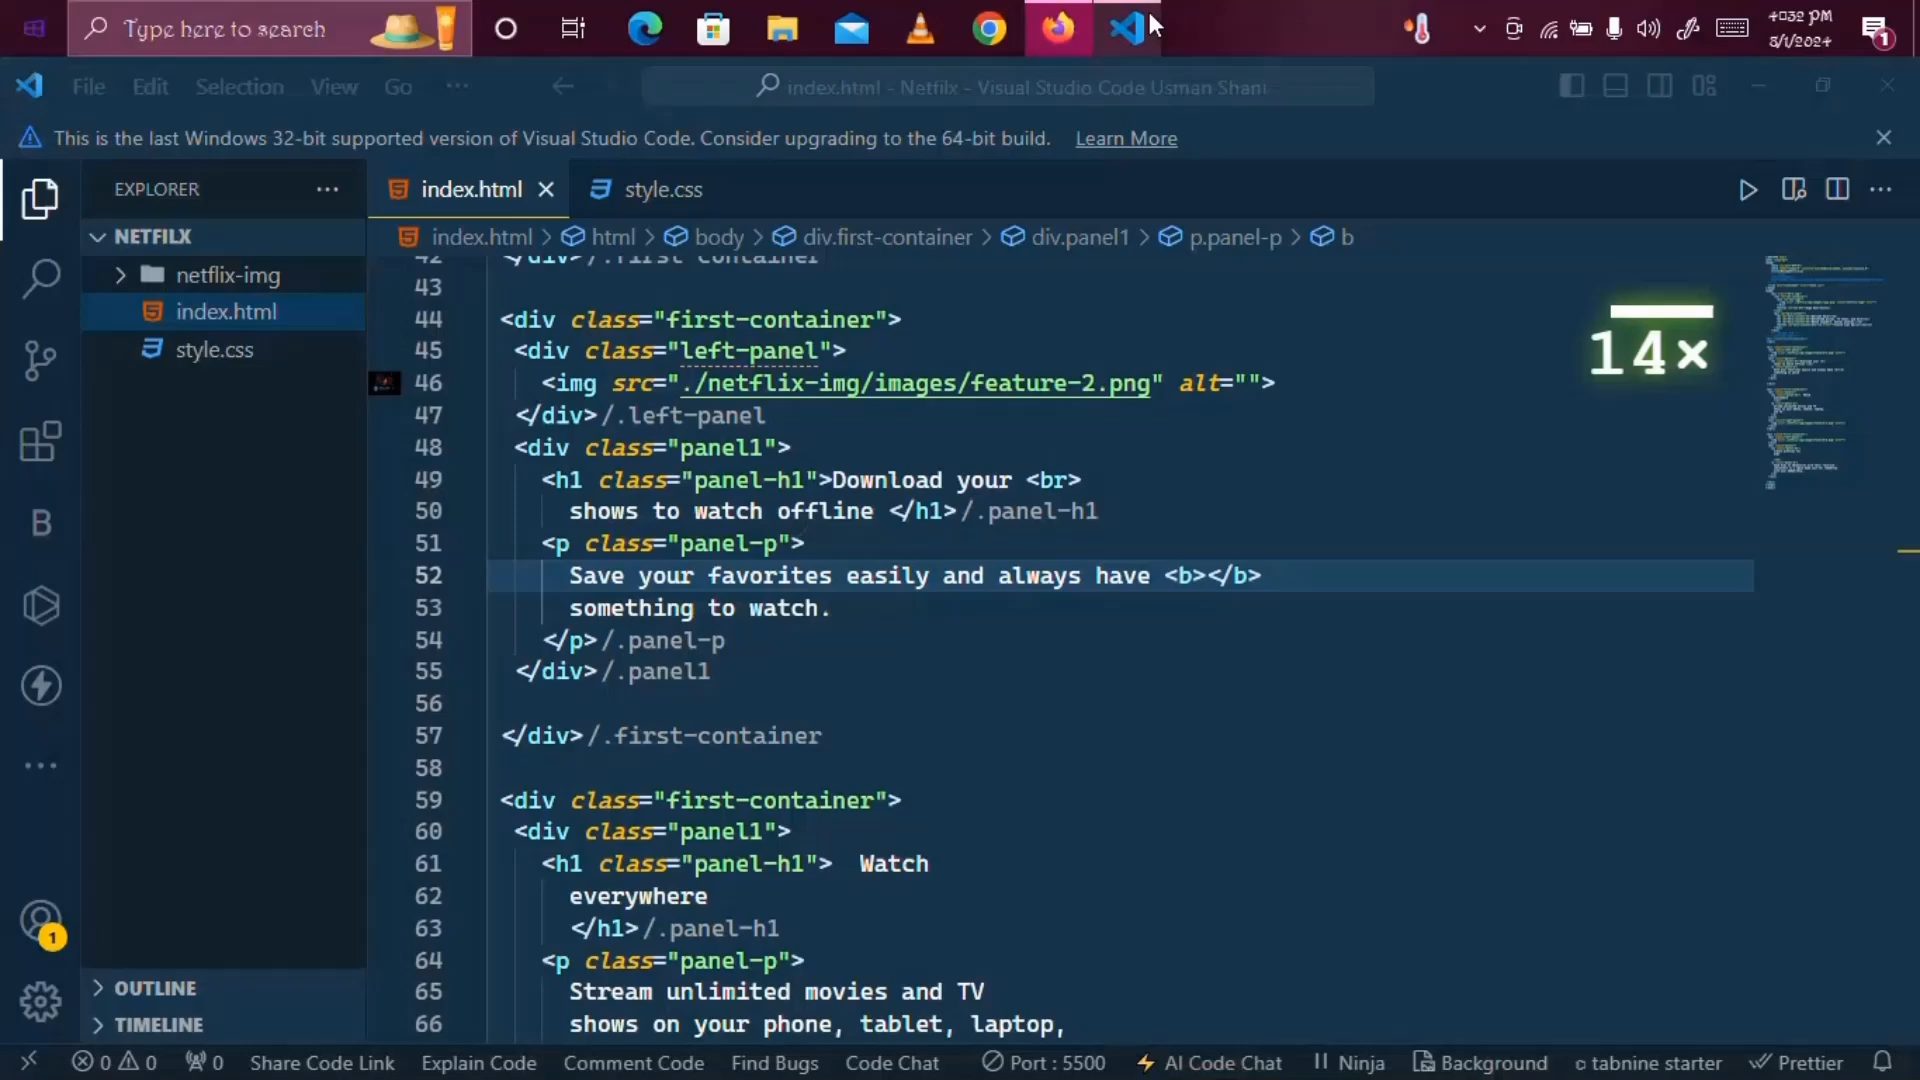 Type here to search
4:032 PM
5/1/2024
1
File Edit Selection View Go ···
index.html - Netfilx - Visual Studio Code Usman Shani
This is the last Windows 32-bit supported version of Visual Studio Code. Consider upgrading to the 64-bit build. Learn More
EXPLORER ···
index.html
style.css
NETFILX
index.html > html > body > div.first-container > div.panel1 > p.panel-p > b
netflix-img
index.html
style.css
B
1
OUTLINE
TIMELINE
42 </div>/.first-container
43
44 <div class="first-container">
45 <div class="left-panel">
46 <img src="./netflix-img/images/feature-2.png" alt="">
47 </div>/.left-panel
48 <div class="panel1">
49 <h1 class="panel-h1">Download your <br>
50 shows to watch offline </h1>/.panel-h1
51 <p class="panel-p">
52 Save your favorites easily and always have <b></b>
53 something to watch.
54 </p>/.panel-p
55 </div>/.panel1
56
57 </div>/.first-container
58
59 <div class="first-container">
60 <div class="panel1">
61 <h1 class="panel-h1">  Watch
62 everywhere
63 </h1>/.panel-h1
64 <p class="panel-p">
65 Stream unlimited movies and TV
66 shows on your phone, tablet, laptop,
14×
0 0 0 Share Code Link Explain Code Comment Code Find Bugs Code Chat Port : 5500 AI Code Chat Ninja Background tabnine starter Prettier